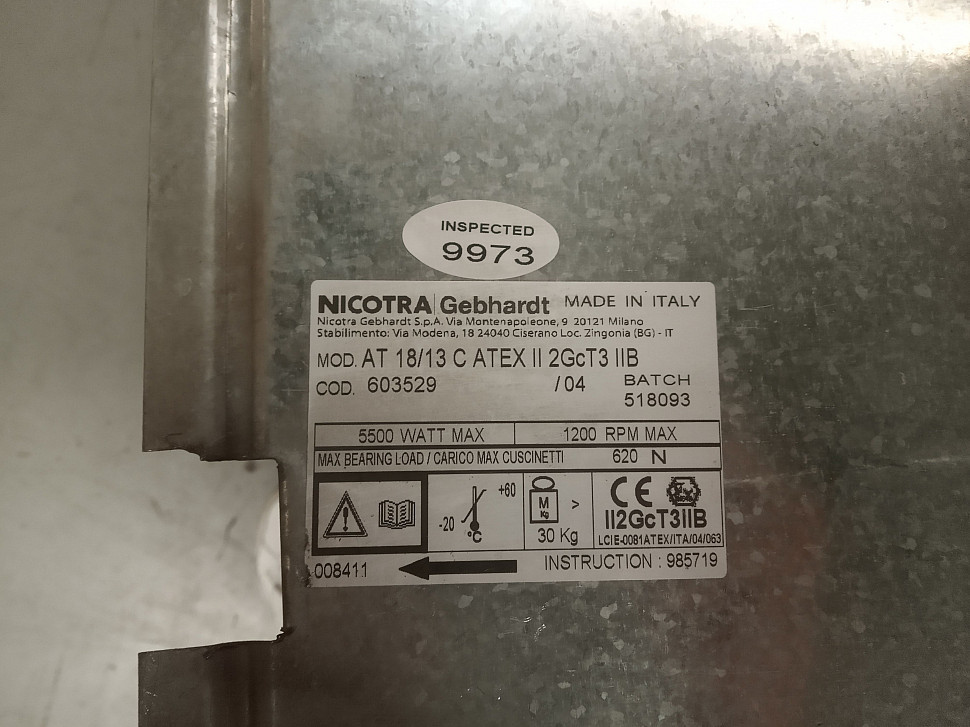 INSPECTED
9973
NICOTRA Gebhardt MADE IN ITALY
Nicotra Gebhardt S.p.A. Via Montenapoleone, 9 20121 Milano
Stabilimento: Via Modena, 18 24040 Ciserano Loc. Zingonia (BG) - IT
MOD. AT 18/13 C ATEX II 2GcT3 IIB
COD. 603529 /04 BATCH
518093
5500 WATT MAX 1200 RPM MAX
MAX BEARING LOAD / CARICO MAX CUSCINETTI 620 N
-20 +60 °C
M Kg >
30 Kg
CE Ex
II2GcT3IIB
LCIE-0081ATEX/ITA/04/063
008411 INSTRUCTION : 985719